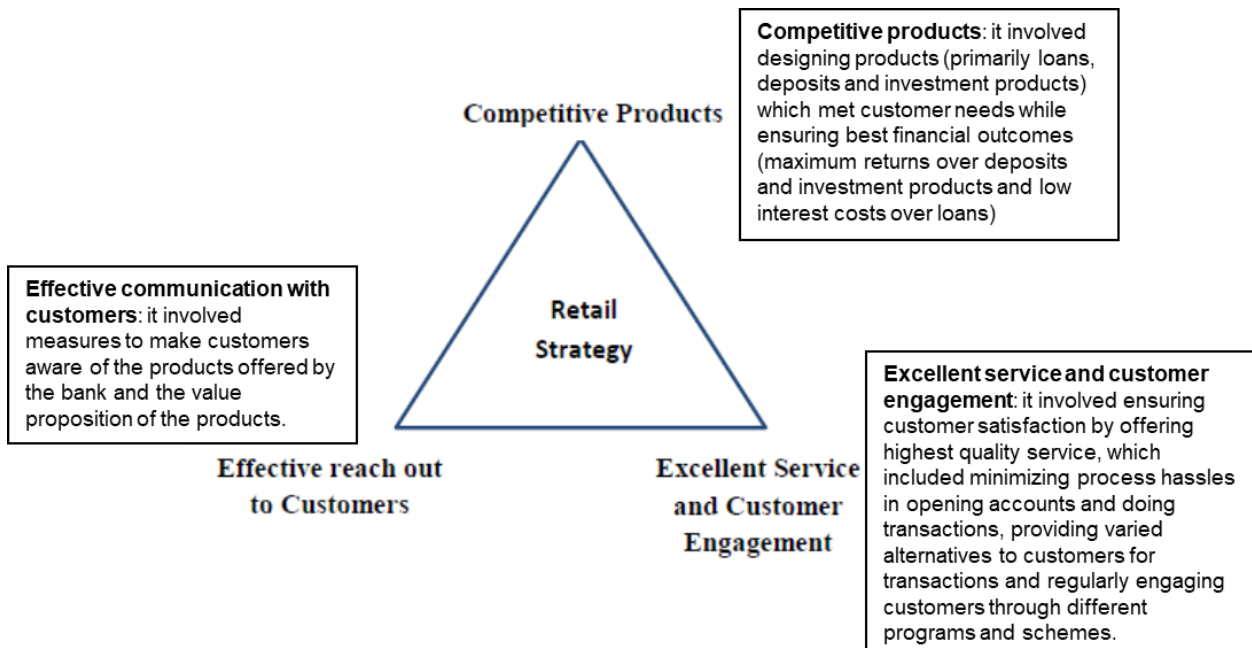 Competitive products: it involved
designing products (primarily loans,
deposits and investment products)
which met customer needs while
ensuring best financial outcomes
(maximum returns over deposits
and investment products and low
interest costs over loans)
Competitive Products
Effective communication with
customers: it involved
measures to make customers
aware of the products offered by
the bank and the value
proposition of the products.
Retail
Strategy
Excellent service and customer
engagement: it involved ensuring
customer satisfaction by offering
highest quality service, which
included minimizing process hassles
in opening accounts and doing
transactions, providing varied
alternatives to customers for
transactions and regularly engaging
customers through different
programs and schemes.
Effective reach out
to Customers
Excellent Service
and Customer
Engagement